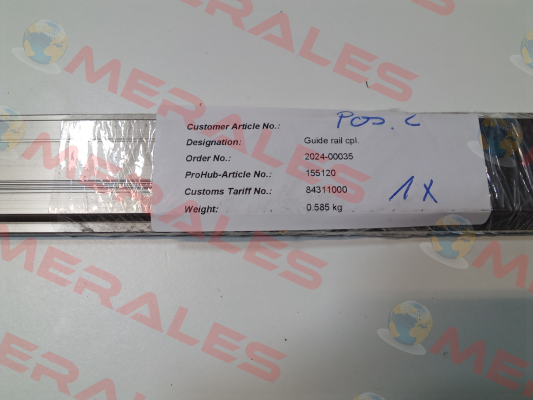 MERALES
Customer Article No.: POS. 2
Designation: Guide rail cpl.
Order No.: 2024-00035
ProHub-Article No.: 155120
Customs Tariff No.: 84311000
Weight: 0.585 kg
1X
MERALES
MERALES